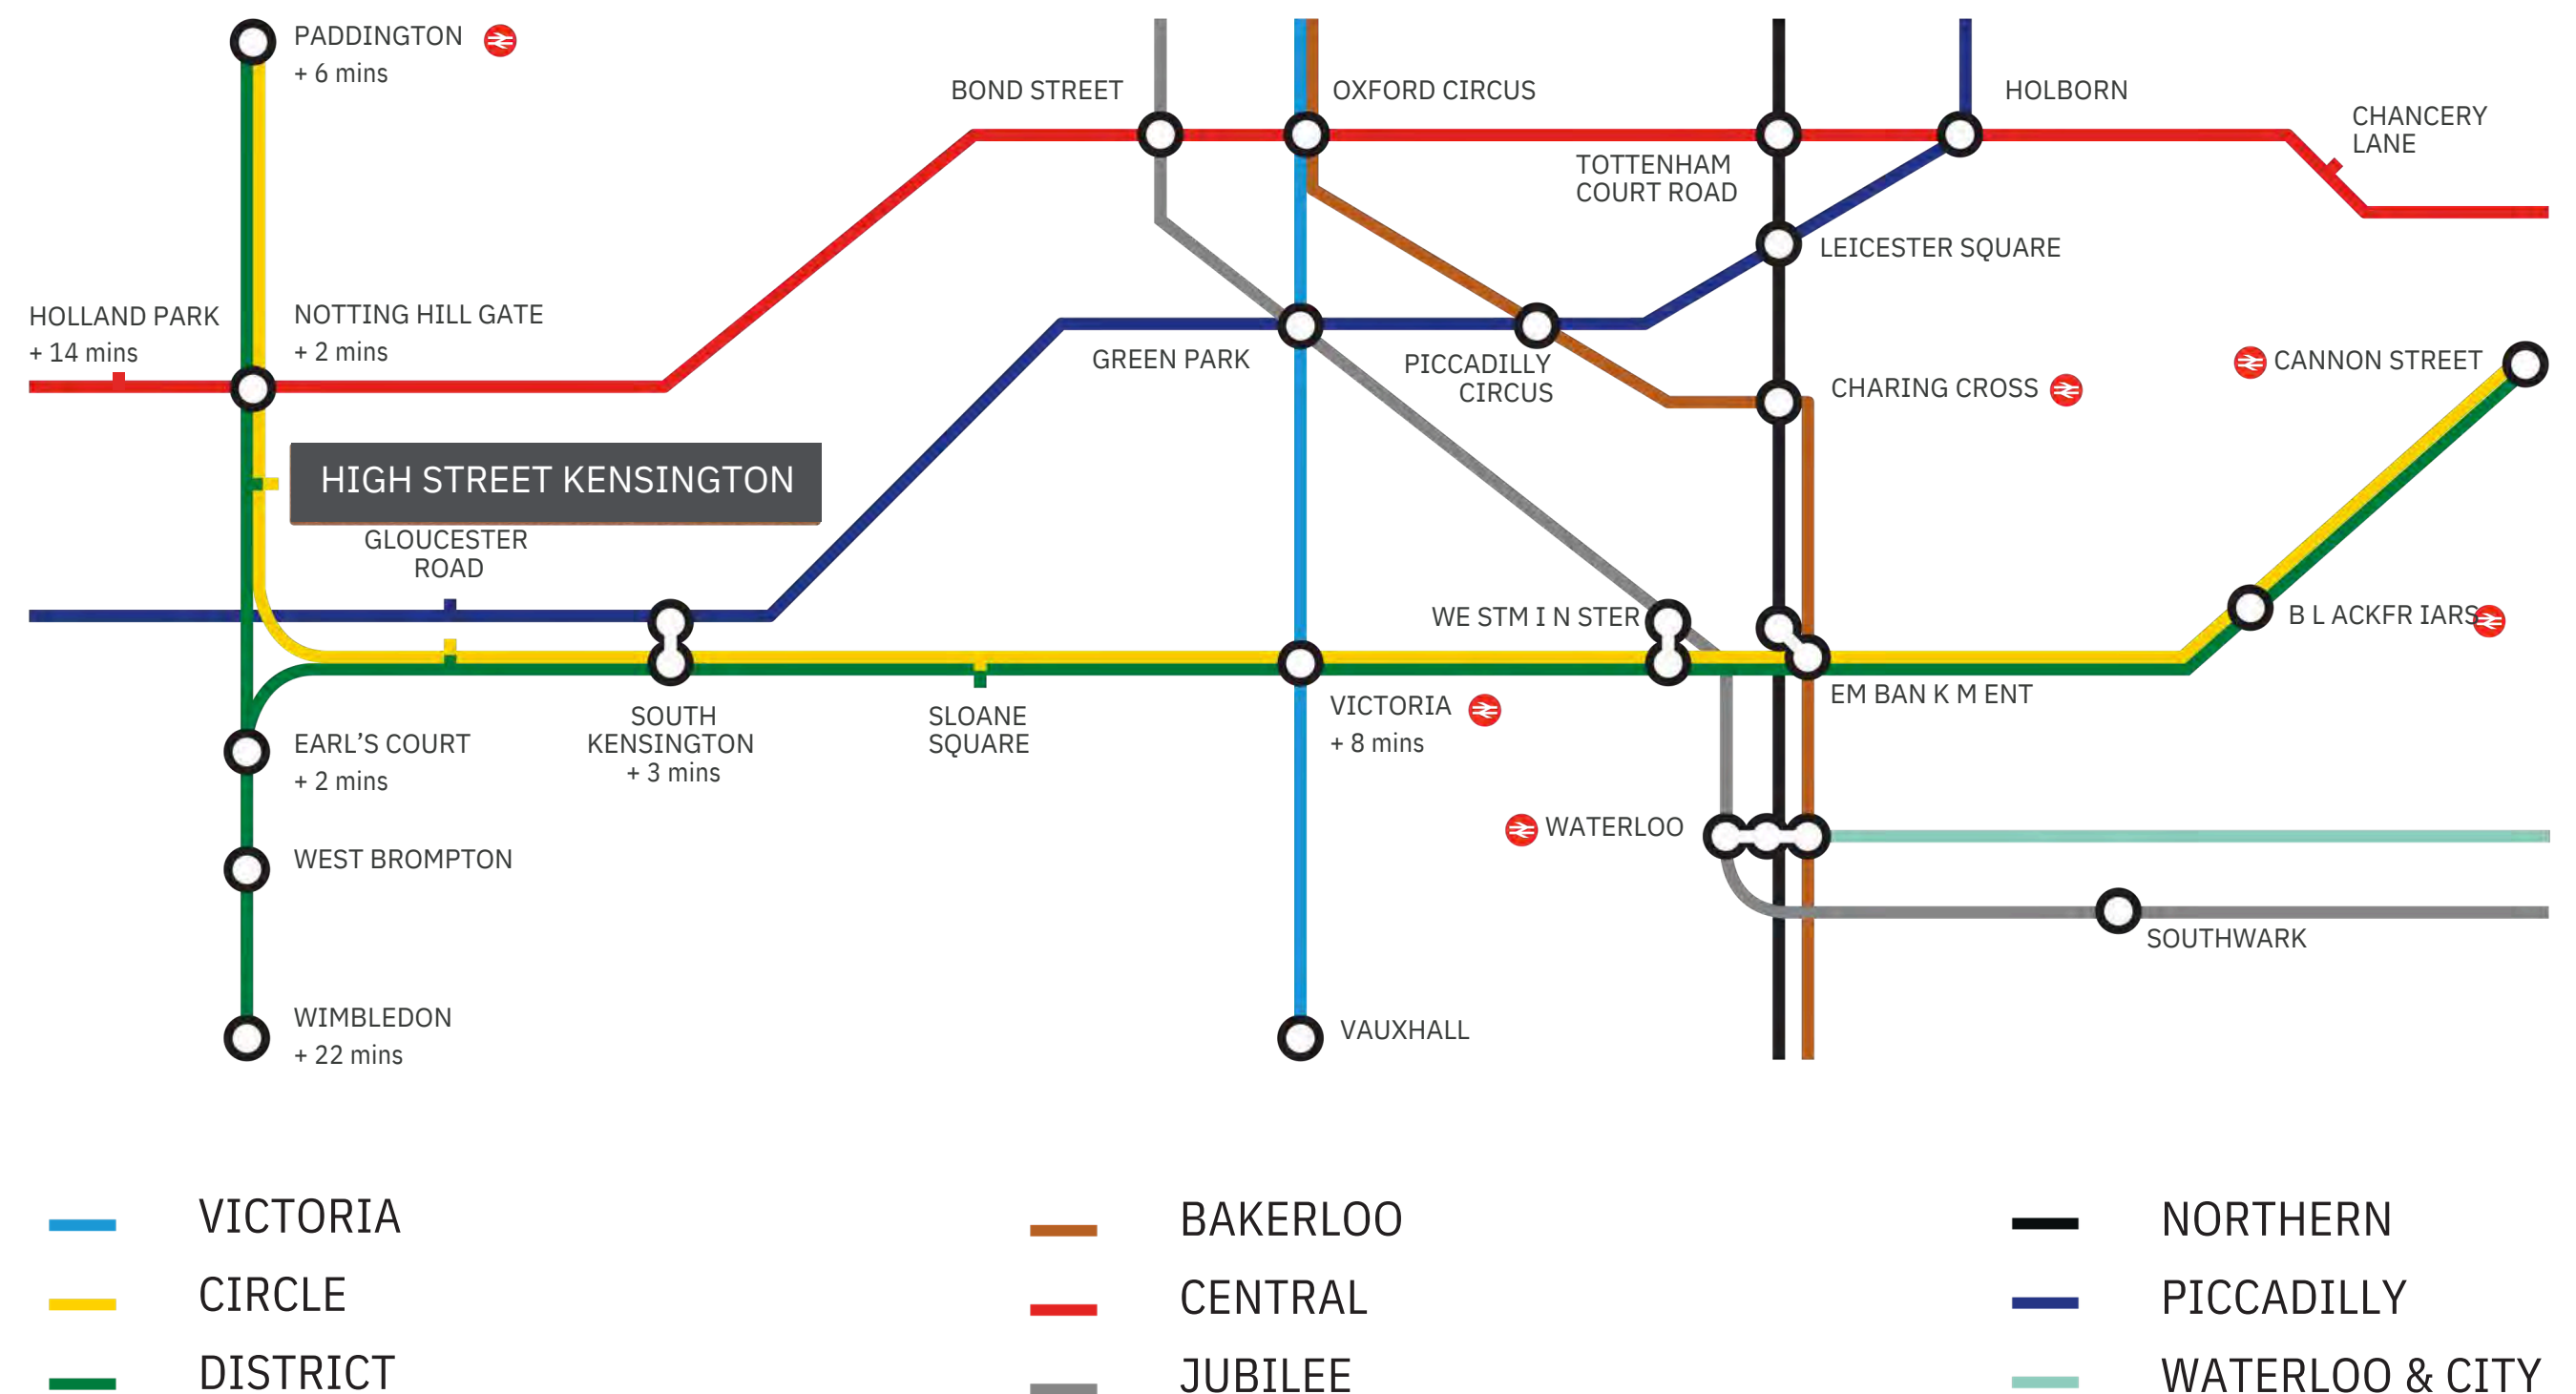 PADDINGTON
+ 6 mins
BOND STREET
OXFORD CIRCUS
HOLBORN
CHANCERY
LANE
TOTTENHAM
COURT ROAD
LEICESTER SQUARE
HOLLAND PARK
+ 14 mins
NOTTING HILL GATE
+ 2 mins
GREEN PARK
PICCADILLY
CIRCUS
CHARING CROSS
CANNON STREET
HIGH STREET KENSINGTON
GLOUCESTER
ROAD
WE STM I N STER
B L ACKFR IARS
EM BAN K M ENT
SOUTH
KENSINGTON
+ 3 mins
SLOANE
SQUARE
VICTORIA
+ 8 mins
EARL’S COURT
+ 2 mins
WATERLOO
WEST BROMPTON
SOUTHWARK
WIMBLEDON
+ 22 mins
VAUXHALL
VICTORIA
CIRCLE
DISTRICT
BAKERLOO
CENTRAL
JUBILEE
NORTHERN
PICCADILLY
WATERLOO & CITY